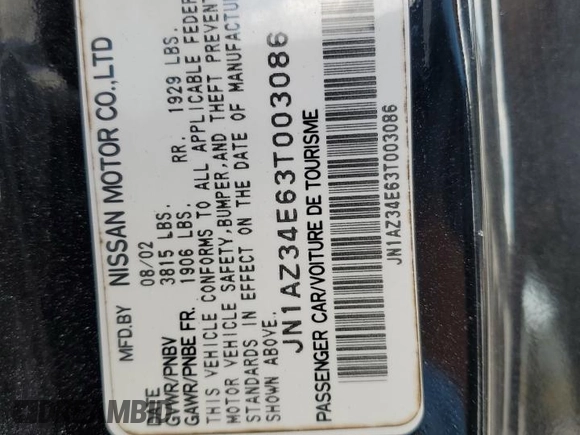 MFD.BY NISSAN MOTOR CO.,LTD
DATE 08/02
GVWR/PNBV 3815 LBS.
GAWR/PNBE FR. 1906 LBS. RR. 1929 LBS.
THIS VEHICLE CONFORMS TO ALL APPLICABLE FEDER
MOTOR VEHICLE SAFETY,BUMPER,AND THEFT PREVENT
STANDARDS IN EFFECT ON THE DATE OF MANUFACTU
SHOWN ABOVE.
JN1AZ34E63T003086
PASSENGER CAR/VOITURE DE TOURISME
JN1AZ34E63T003086